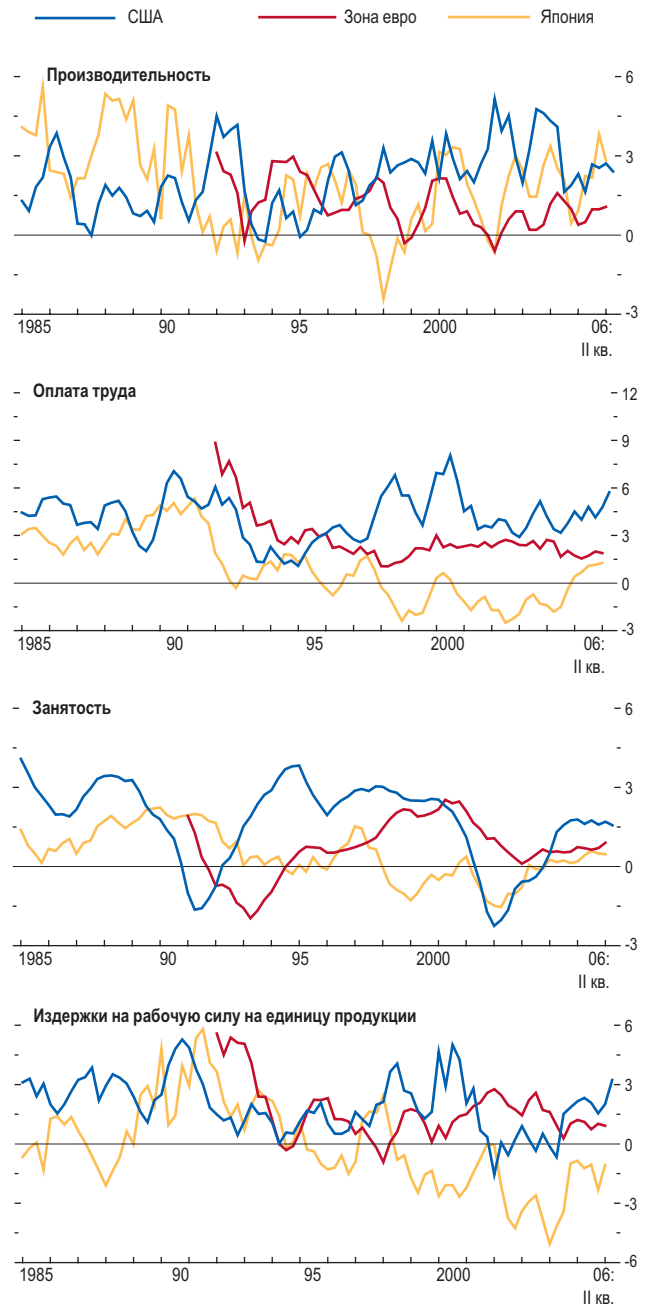 США Зона евро Япония
Производительность
6
3
0
-3
1985 90 95 2000 06:
II кв.
Оплата труда
12
9
6
3
0
-3
1985 90 95 2000 06:
II кв.
Занятость
6
3
0
-3
1985 90 95 2000 06:
II кв.
Издержки на рабочую силу на единицу продукции
6
3
0
-3
-6
1985 90 95 2000 06:
II кв.